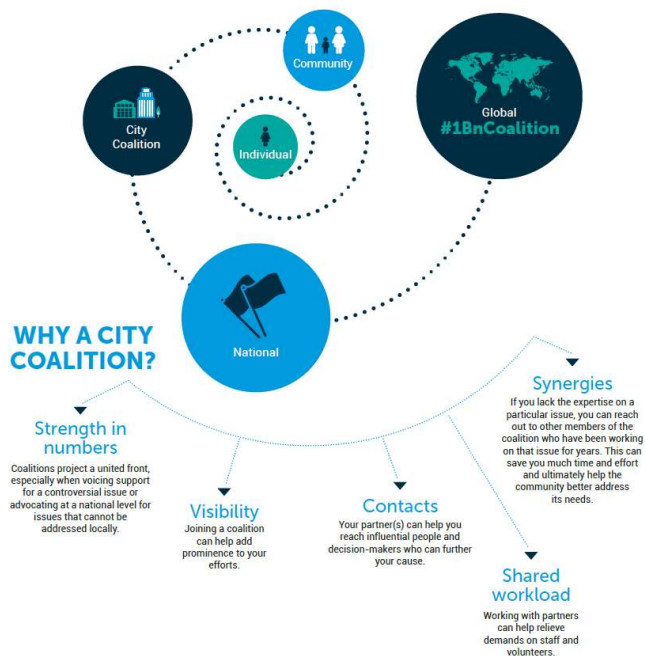 Community
City
Coalition
Individual
Global
#1BnCoalition
National
WHY A CITY
COALITION?
Strength in
numbers
Coalitions project a united front,
especially when voicing support
for a controversial issue or
advocating at a national level for
issues that cannot be
addressed locally.
Visibility
Joining a coalition
can help add
prominence to your
efforts.
Contacts
Your partner(s) can help you
reach influential people and
decision-makers who can further
your cause.
Synergies
If you lack the expertise on a
particular issue, you can reach
out to other members of the
coalition who have been working
on that issue for years. This can
save you much time and effort
and ultimately help the
community better address
its needs.
Shared
workload
Working with partners
can help relieve
demands on staff and
volunteers.